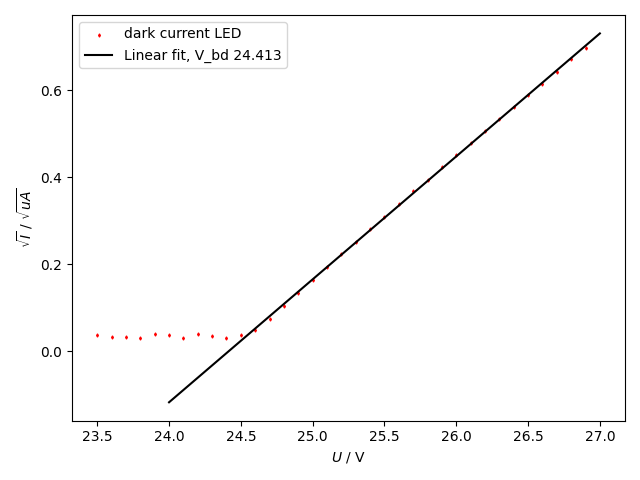 dark current LED
Linear fit, V_bd 24.413
0.6
0.4
0.2
0.0
√I / √uA
23.5 24.0 24.5 25.0 25.5 26.0 26.5 27.0
U / V